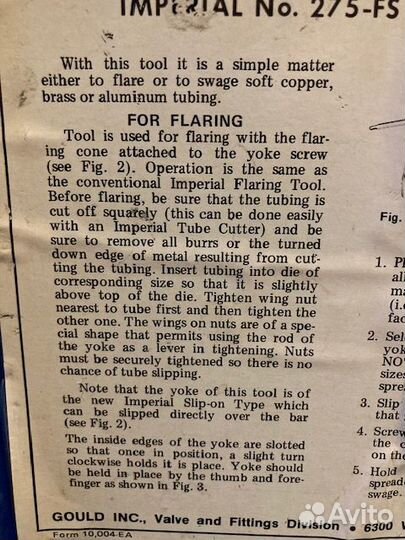 IMPERIAL No. 275-FS
With this tool it is a simple matter
either to flare or to swage soft copper,
brass or aluminum tubing.
FOR FLARING
Tool is used for flaring with the flar-
ing cone attached to the yoke screw
(see Fig. 2). Operation is the same as
the conventional Imperial Flaring Tool.
Before flaring, be sure that the tubing is
cut off squarely (this can be done easily
with an Imperial Tube Cutter) and be
sure to remove all burrs or the turned
down edge of metal resulting from cut-
ting the tubing. Insert tubing into die of
corresponding size so that it is slightly
above top of the die. Tighten wing nut
nearest to tube first and then tighten the
other one. The wings on nuts are of a spe-
cial shape that permits using the rod of
the yoke as a lever in tightening. Nuts
must be securely tightened so there is no
chance of tube slipping.
Note that the yoke of this tool is of
the new Imperial Slip-on Type which
can be slipped directly over the bar
(see Fig. 2).
The inside edges of the yoke are slotted
so that once in position, a slight turn
clockwise holds it in place. Yoke should
be held in place by the thumb and fore-
finger as shown in Fig. 3.
GOULD INC., Valve and Fittings Division • 6300 W
Form 10,004-EA
Fig.
1. Pl
all
ma
(i.e
fac
2. Sel
yok
NO
sizes
spre
3. Slip
that
4. Screw
the c
on the
5. Hold
spreade
swage.
Avito